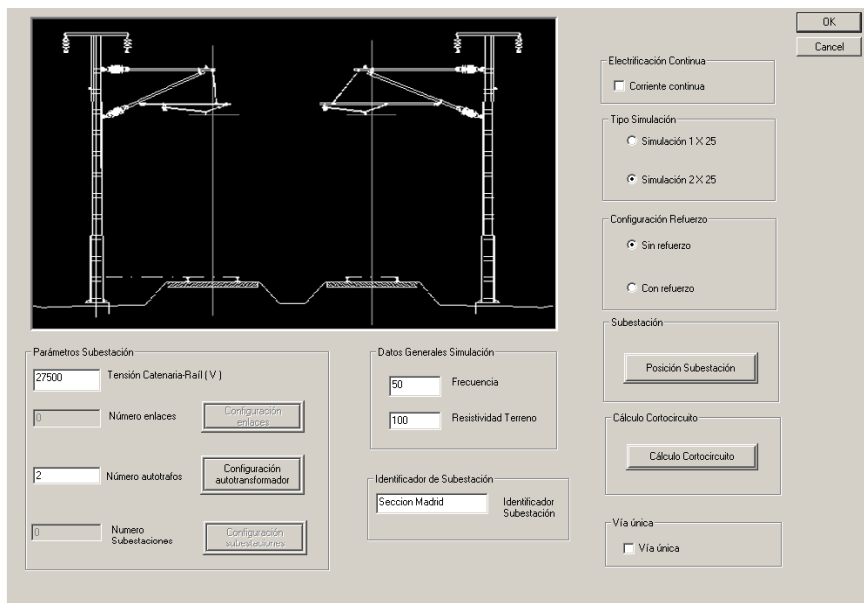 OK
Cancel
Electrificación Continua
Corriente continua
Tipo Simulación
Simulación 1 X 25
Simulación 2 X 25
Configuración Refuerzo
Sin refuerzo
Con refuerzo
Subestación
Posición Subestación
Cálculo Cortocircuito
Cálculo Cortocircuito
Vía única
Vía única
Parámetros Subestación
27500 Tensión Catenaria-Raíl ( V )
0 Número enlaces
Configuración
enlaces
2 Número autotrafos
Configuración
autotransformador
0 Numero
Subestaciones
Configuración
subestaciones
Datos Generales Simulación
50 Frecuencia
100 Resistividad Terreno
Identificador de Subestación
Seccion Madrid
Identificador
Subestación